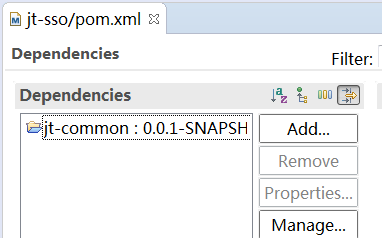 jt-sso/pom.xml
Dependencies
Filter:
Dependencies
jt-common : 0.0.1-SNAPSH
Add...
Remove
Properties...
Manage...